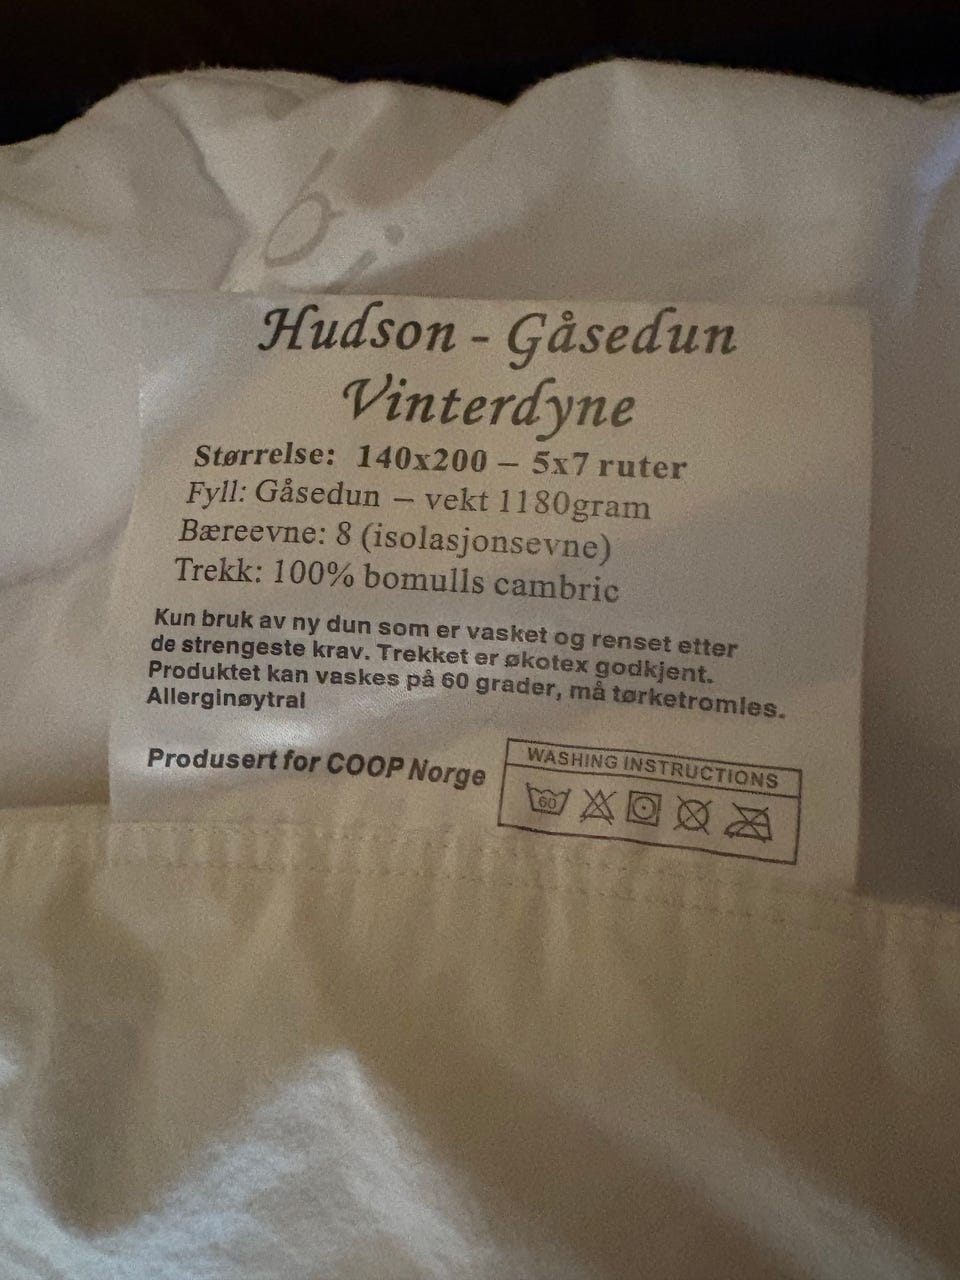 Hudson - Gåsedun
Vinterdyne
Størrelse: 140x200 – 5x7 ruter
Fyll: Gåsedun – vekt 1180gram
Bæreevne: 8 (isolasjonsevne)
Trekk: 100% bomulls cambric
Kun bruk av ny dun som er vasket og renset etter
de strengeste krav. Trekket er økotex godkjent.
Produktet kan vaskes på 60 grader, må tørketromles.
Allerginøytral
Produsert for COOP Norge
WASHING INSTRUCTIONS
60